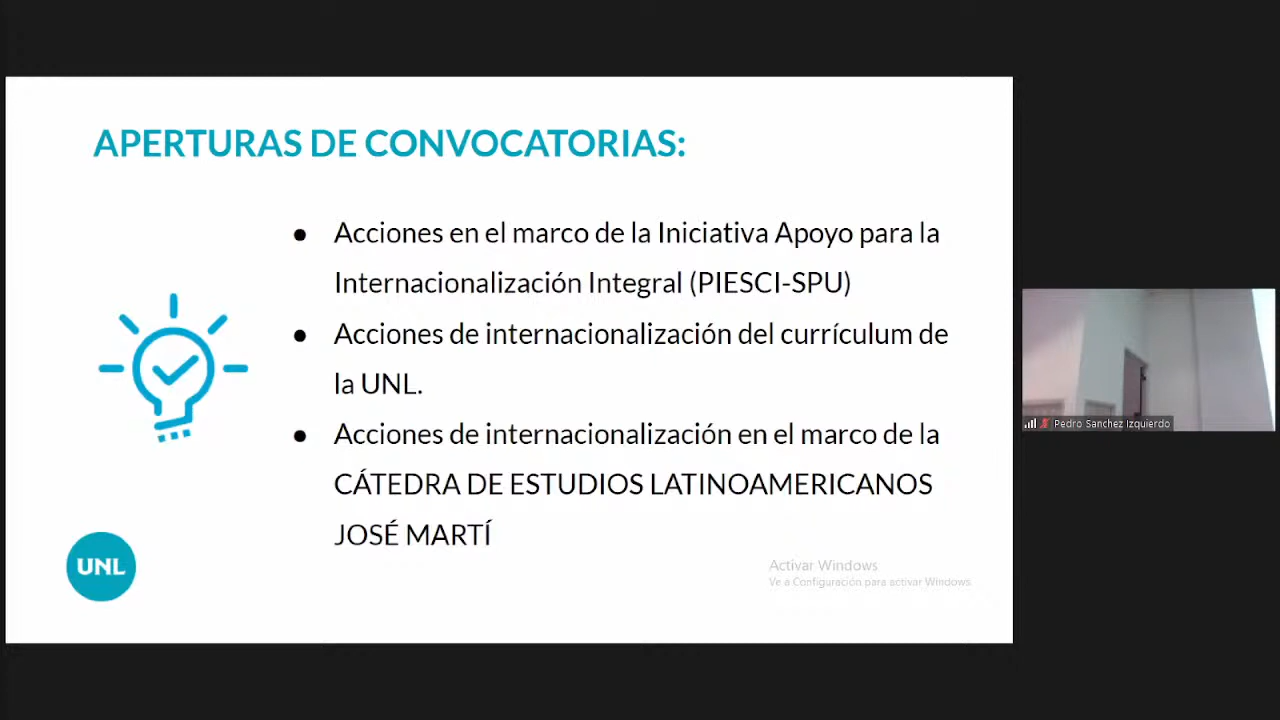 APERTURAS DE CONVOCATORIAS:
● Acciones en el marco de la Iniciativa Apoyo para la
Internacionalización Integral (PIESCI-SPU)
● Acciones de internacionalización del currículum de
la UNL.
● Acciones de internacionalización en el marco de la
CÁTEDRA DE ESTUDIOS LATINOAMERICANOS
JOSÉ MARTÍ
UNL
Activar Windows
Ve a Configuración para activar Windows.
Pedro Sanchez Izquierdo